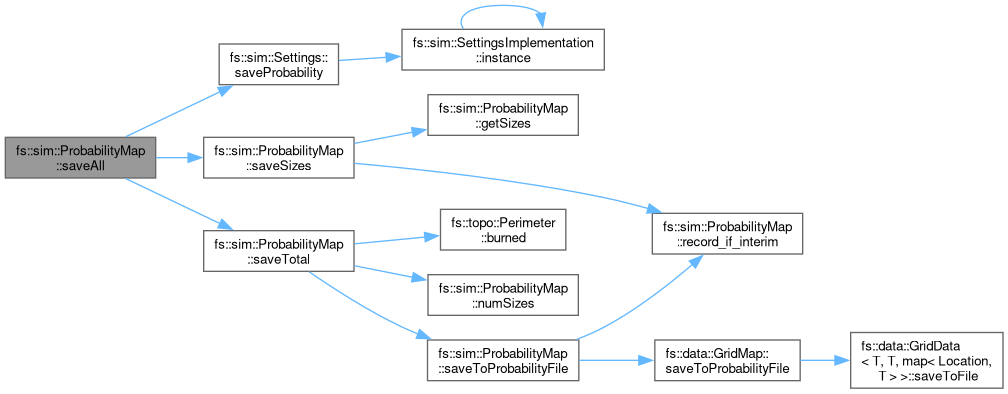 fs::sim::ProbabilityMap
::saveAll
fs::sim::Settings::
saveProbability
fs::sim::SettingsImplementation
::instance
fs::sim::ProbabilityMap
::saveSizes
fs::sim::ProbabilityMap
::getSizes
fs::sim::ProbabilityMap
::record_if_interim
fs::sim::ProbabilityMap
::saveTotal
fs::topo::Perimeter
::burned
fs::sim::ProbabilityMap
::numSizes
fs::sim::ProbabilityMap
::saveToProbabilityFile
fs::data::GridMap::
saveToProbabilityFile
fs::data::GridData
< T, T, map< Location,
T > >::saveToFile